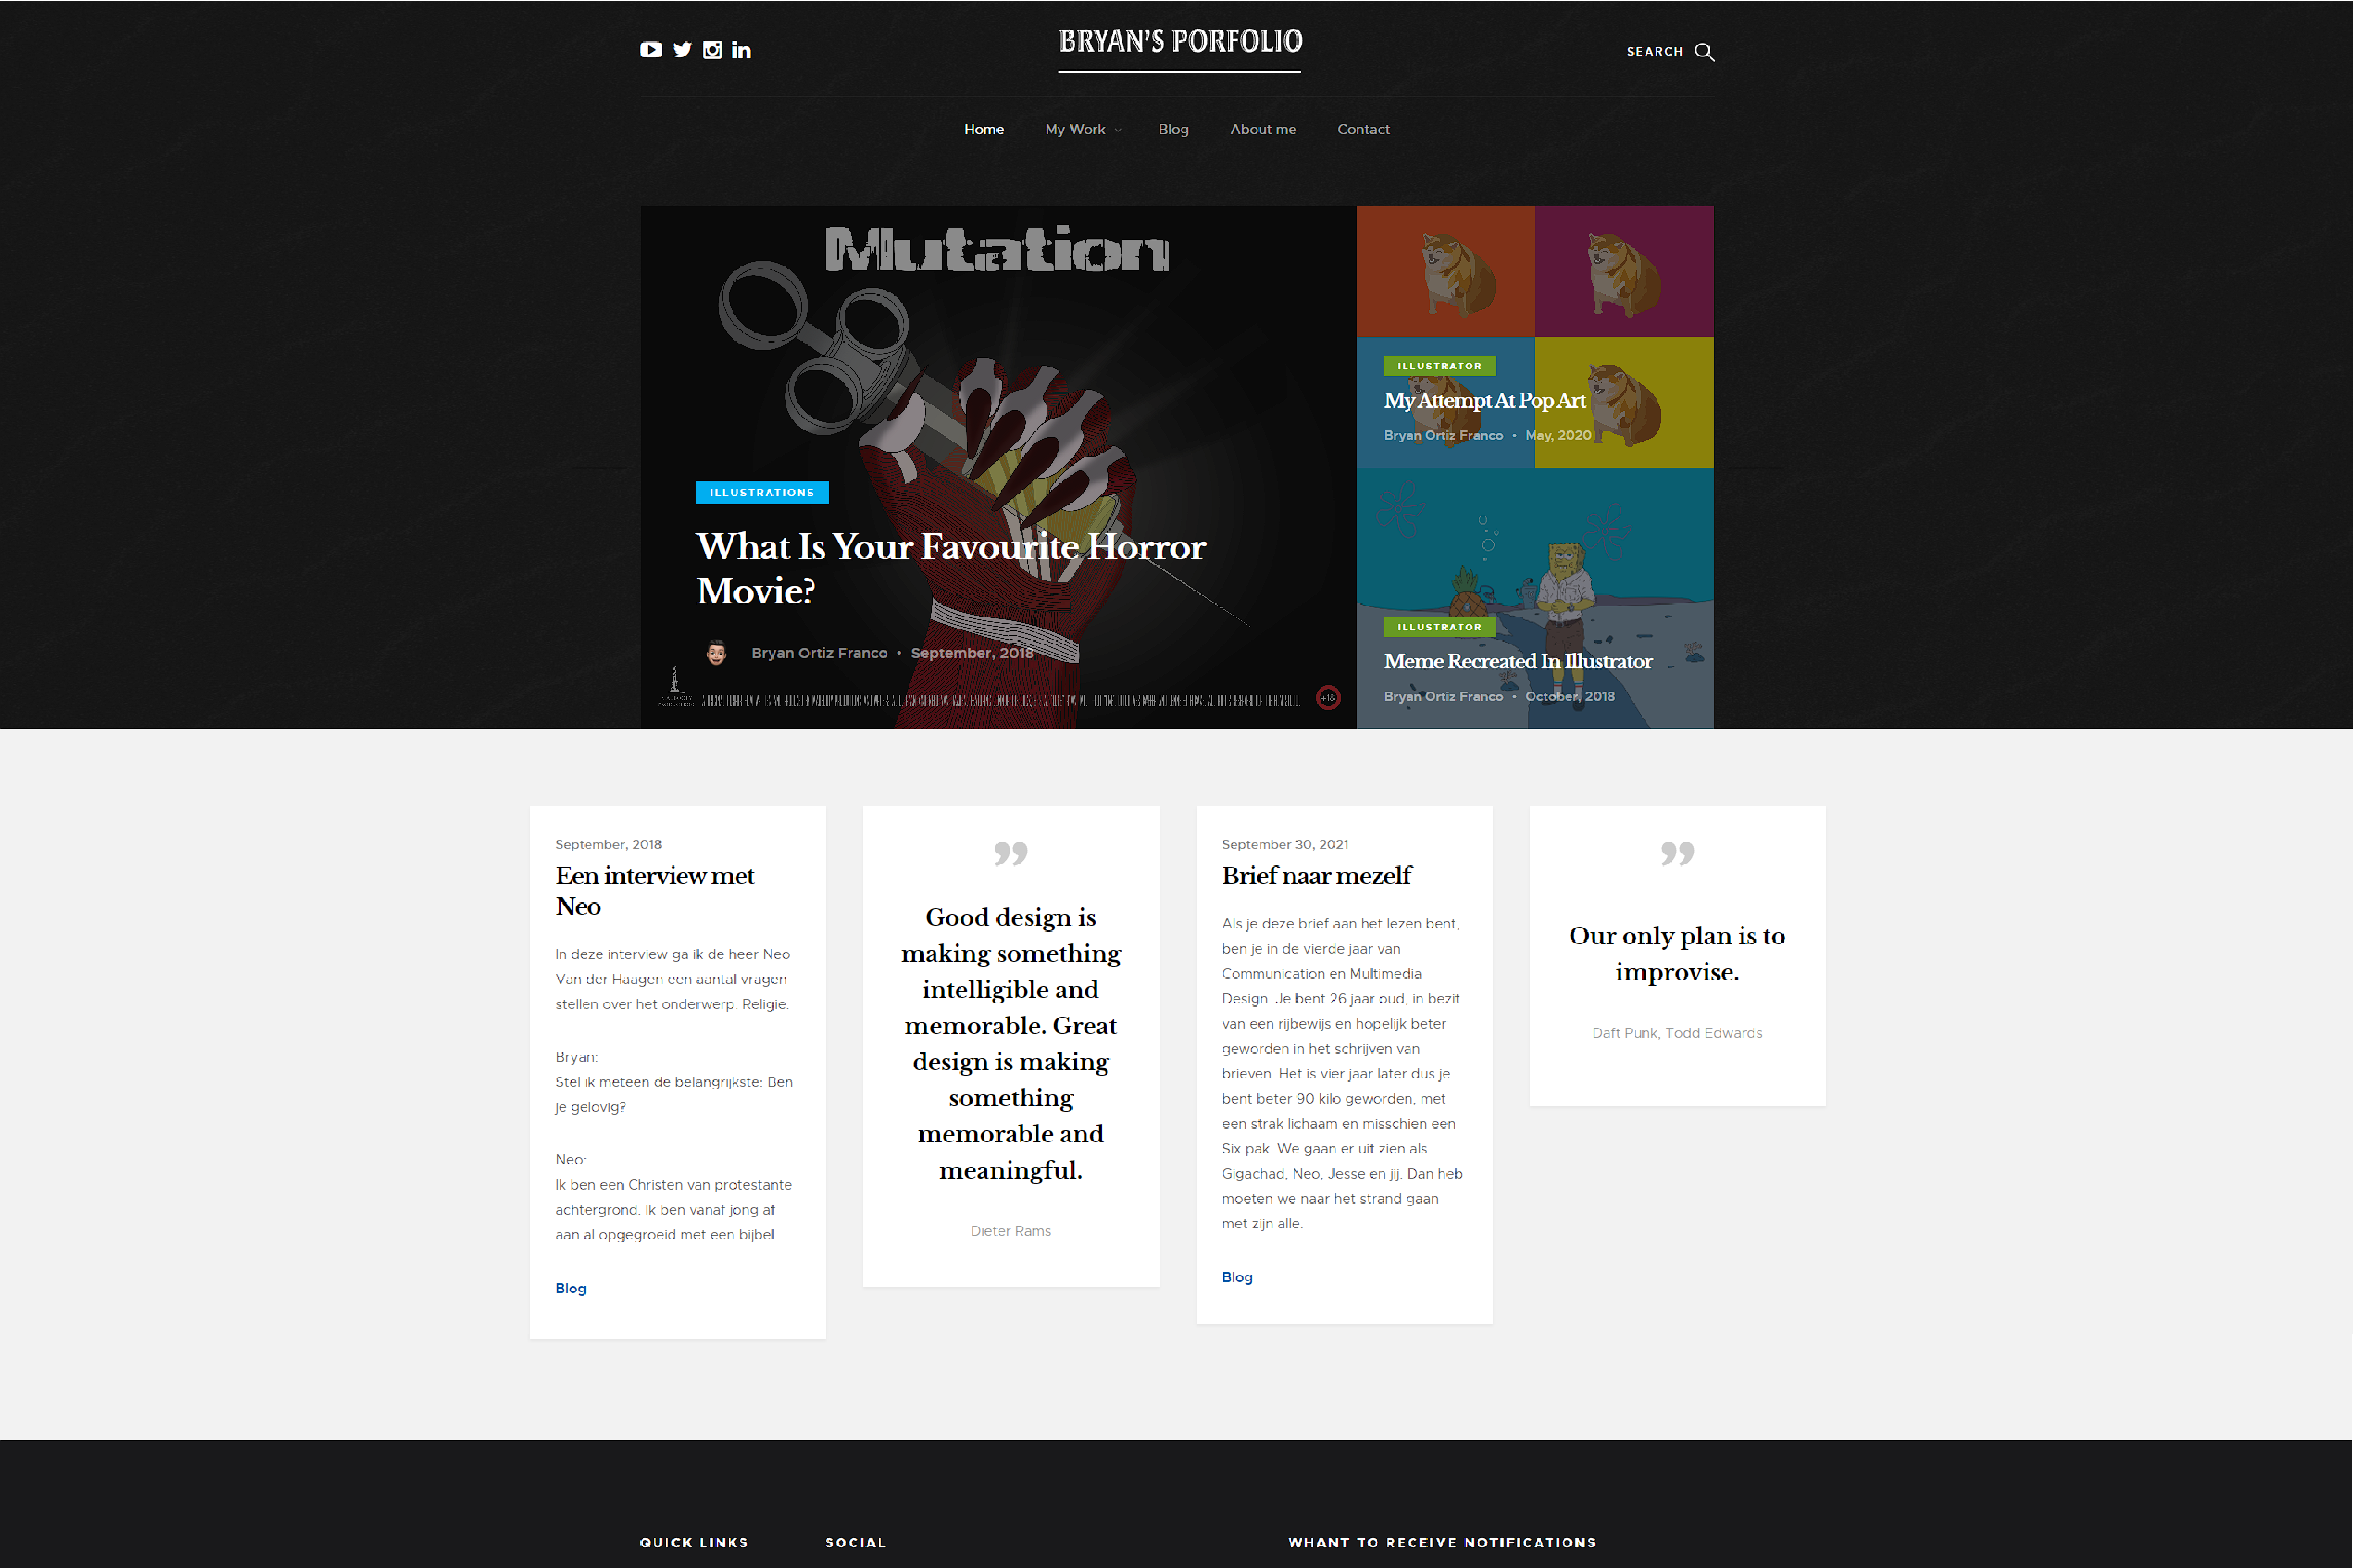 BRYAN'S PORFOLIO
SEARCH
Home
My Work
Blog
About me
Contact
Mutation
ILLUSTRATIONS
What Is Your Favourite Horror
Movie?
Bryan Ortiz Franco • September, 2018
+18
ILLUSTRATOR
My Attempt At Pop Art
Bryan Ortiz Franco • May, 2020
ILLUSTRATOR
Meme Recreated In Illustrator
Bryan Ortiz Franco • October, 2018
September, 2018
Een interview met
Neo
In deze interview ga ik de heer Neo
Van der Haagen een aantal vragen
stellen over het onderwerp: Religie.
Bryan:
Stel ik meteen de belangrijkste: Ben
je gelovig?
Neo:
Ik ben een Christen van protestante
achtergrond. Ik ben vanaf jong af
aan al opgegroeid met een bijbel...
Blog
”
Good design is
making something
intelligible and
memorable. Great
design is making
something
memorable and
meaningful.
Dieter Rams
September 30, 2021
Brief naar mezelf
Als je deze brief aan het lezen bent,
ben je in de vierde jaar van
Communication en Multimedia
Design. Je bent 26 jaar oud, in bezit
van een rijbewijs en hopelijk beter
geworden in het schrijven van
brieven. Het is vier jaar later dus je
bent beter 90 kilo geworden, met
een strak lichaam en misschien een
Six pak. We gaan er uit zien als
Gigachad, Neo, Jesse en jij. Dan heb
moeten we naar het strand gaan
met zijn alle.
Blog
”
Our only plan is to
improvise.
Daft Punk, Todd Edwards
QUICK LINKS
SOCIAL
WHANT TO RECEIVE NOTIFICATIONS